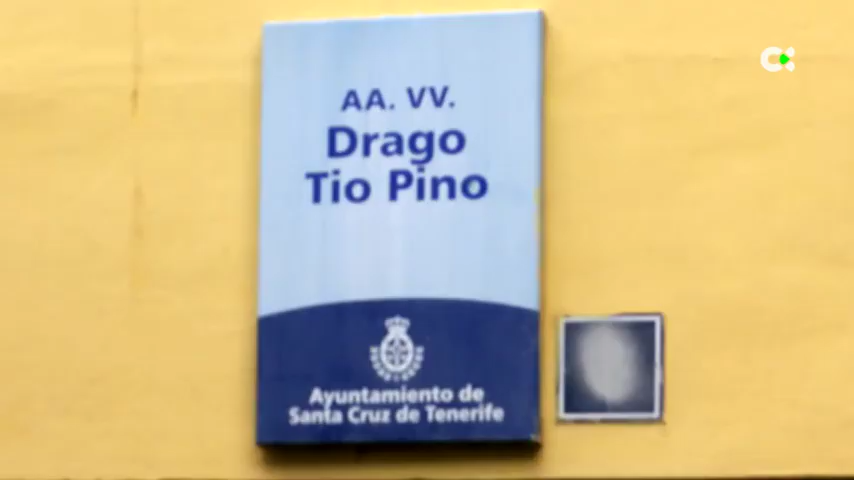 AA. VV.
Drago
Tio Pino
Ayuntamiento de
Santa Cruz de Tenerife